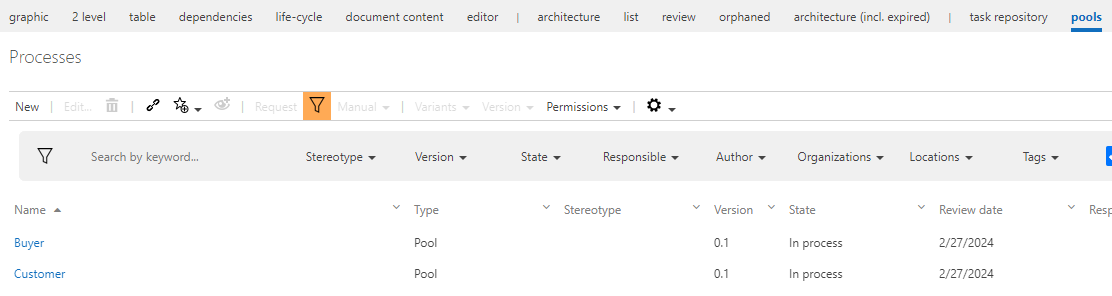 graphic 2 level table dependencies life-cycle document content editor | architecture list review orphaned architecture (incl. expired) | task repository pools
Processes
New | Edit... | Request Manual | Variants Version | Permissions |
Search by keyword... Stereotype Version State Responsible Author Organizations Locations Tags
Name Type Stereotype Version State Review date Resp
Buyer Pool 0.1 In process 2/27/2024
Customer Pool 0.1 In process 2/27/2024